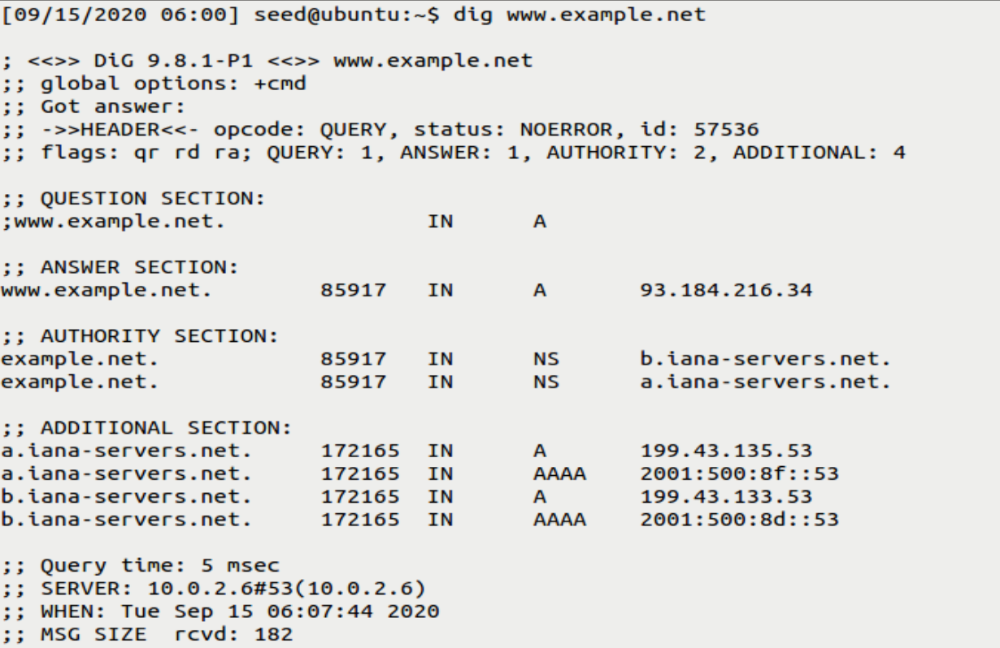 [09/15/2020 06:00] seed@ubuntu:~$ dig www.example.net
; <<>> DiG 9.8.1-P1 <<>> www.example.net
;; global options: +cmd
;; Got answer:
;; ->>HEADER<<- opcode: QUERY, status: NOERROR, id: 57536
;; flags: qr rd ra; QUERY: 1, ANSWER: 1, AUTHORITY: 2, ADDITIONAL: 4
;; QUESTION SECTION:
;www.example.net. IN A
;; ANSWER SECTION:
www.example.net. 85917 IN A 93.184.216.34
;; AUTHORITY SECTION:
example.net. 85917 IN NS b.iana-servers.net.
example.net. 85917 IN NS a.iana-servers.net.
;; ADDITIONAL SECTION:
a.iana-servers.net. 172165 IN A 199.43.135.53
a.iana-servers.net. 172165 IN AAAA 2001:500:8f::53
b.iana-servers.net. 172165 IN A 199.43.133.53
b.iana-servers.net. 172165 IN AAAA 2001:500:8d::53
;; Query time: 5 msec
;; SERVER: 10.0.2.6#53(10.0.2.6)
;; WHEN: Tue Sep 15 06:07:44 2020
;; MSG SIZE rcvd: 182